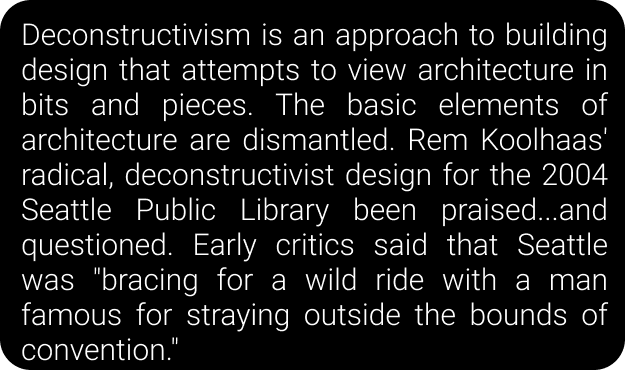 Deconstructivism is an approach to building
design that attempts to view architecture in
bits and pieces. The basic elements of
architecture are dismantled. Rem Koolhaas'
radical, deconstructivist design for the 2004
Seattle Public Library been praised...and
questioned. Early critics said that Seattle
was "bracing for a wild ride with a man
famous for straying outside the bounds of
convention."